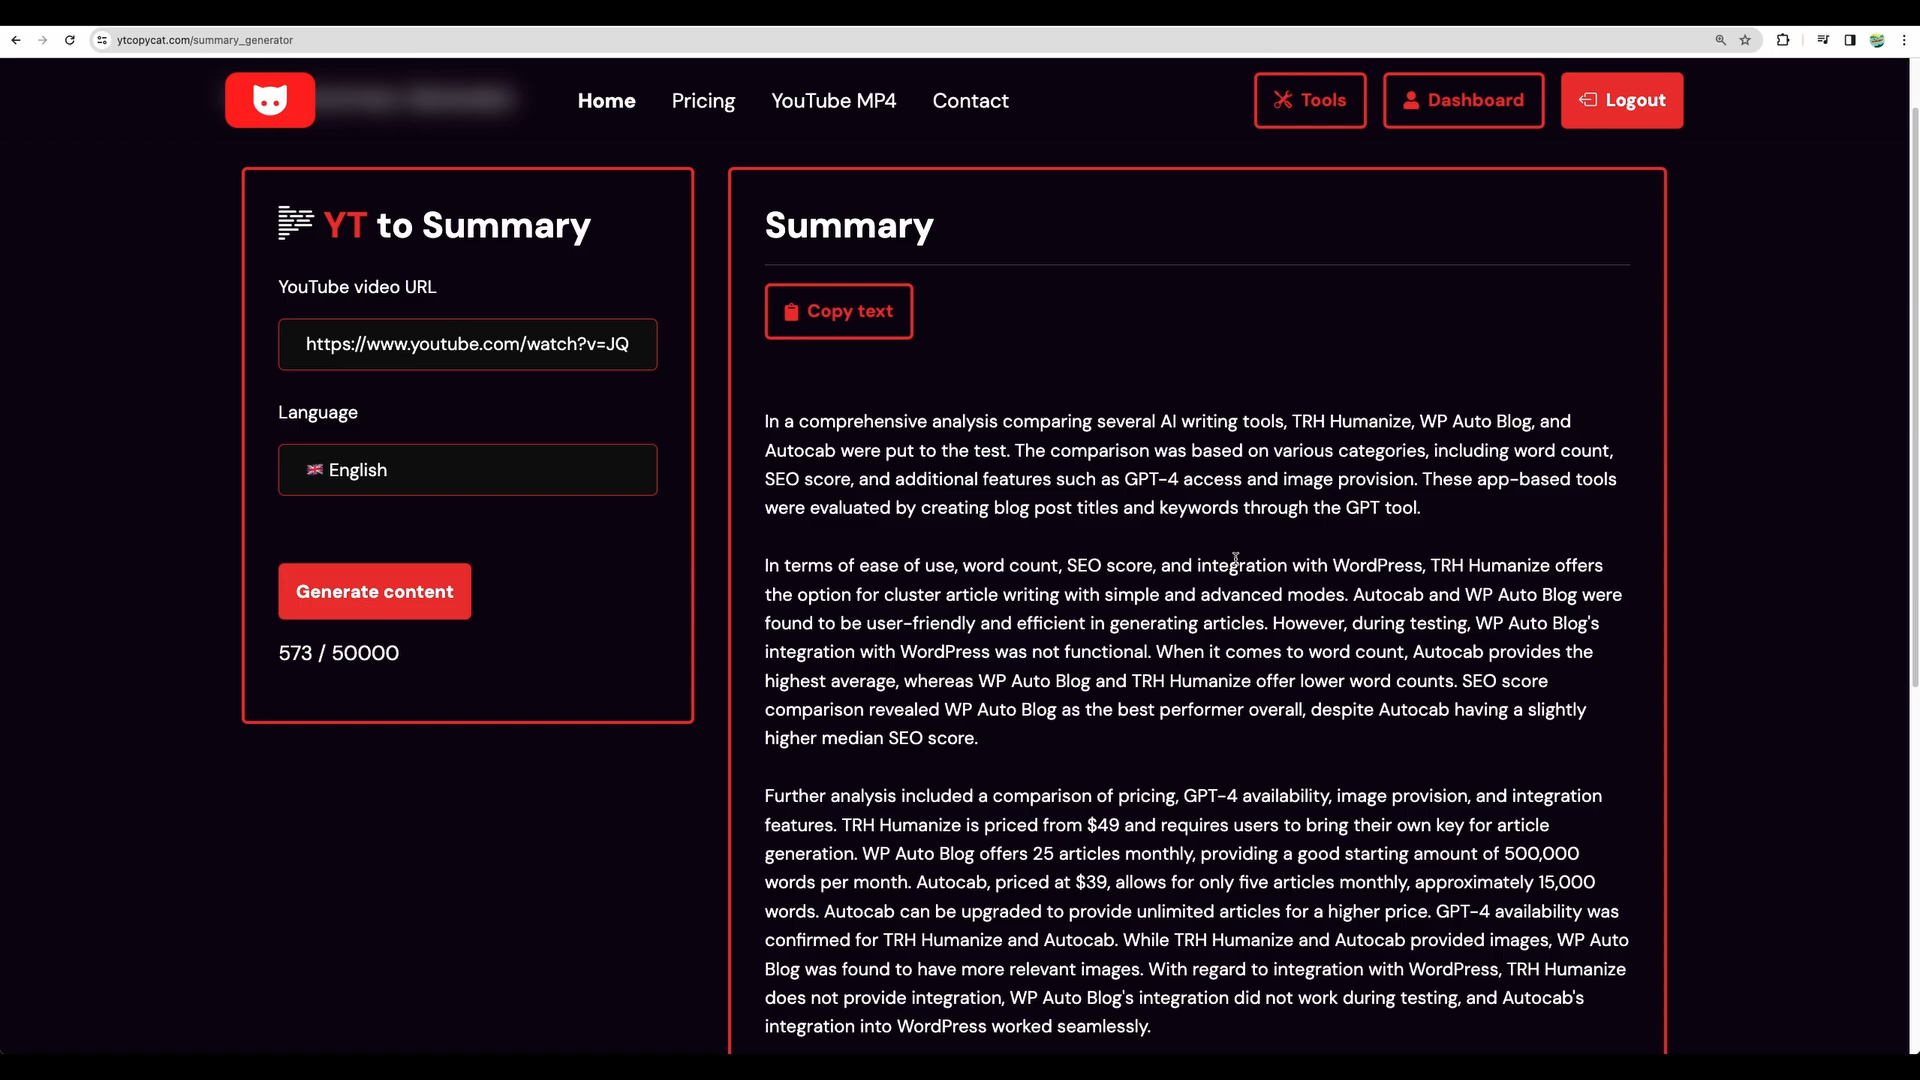 ytcopycat.com/summary_generator
Home
Pricing
YouTube MP4
Contact
Tools
Dashboard
Logout
YT to Summary
YouTube video URL
https://www.youtube.com/watch?v=JQ
Language
English
Generate content
573 / 50000
Summary
Copy text
In a comprehensive analysis comparing several AI writing tools, TRH Humanize, WP Auto Blog, and
Autocab were put to the test. The comparison was based on various categories, including word count,
SEO score, and additional features such as GPT-4 access and image provision. These app-based tools
were evaluated by creating blog post titles and keywords through the GPT tool.
In terms of ease of use, word count, SEO score, and integration with WordPress, TRH Humanize offers
the option for cluster article writing with simple and advanced modes. Autocab and WP Auto Blog were
found to be user-friendly and efficient in generating articles. However, during testing, WP Auto Blog's
integration with WordPress was not functional. When it comes to word count, Autocab provides the
highest average, whereas WP Auto Blog and TRH Humanize offer lower word counts. SEO score
comparison revealed WP Auto Blog as the best performer overall, despite Autocab having a slightly
higher median SEO score.
Further analysis included a comparison of pricing, GPT-4 availability, image provision, and integration
features. TRH Humanize is priced from $49 and requires users to bring their own key for article
generation. WP Auto Blog offers 25 articles monthly, providing a good starting amount of 500,000
words per month. Autocab, priced at $39, allows for only five articles monthly, approximately 15,000
words. Autocab can be upgraded to provide unlimited articles for a higher price. GPT-4 availability was
confirmed for TRH Humanize and Autocab. While TRH Humanize and Autocab provided images, WP Auto
Blog was found to have more relevant images. With regard to integration with WordPress, TRH Humanize
does not provide integration, WP Auto Blog's integration did not work during testing, and Autocab's
integration into WordPress worked seamlessly.